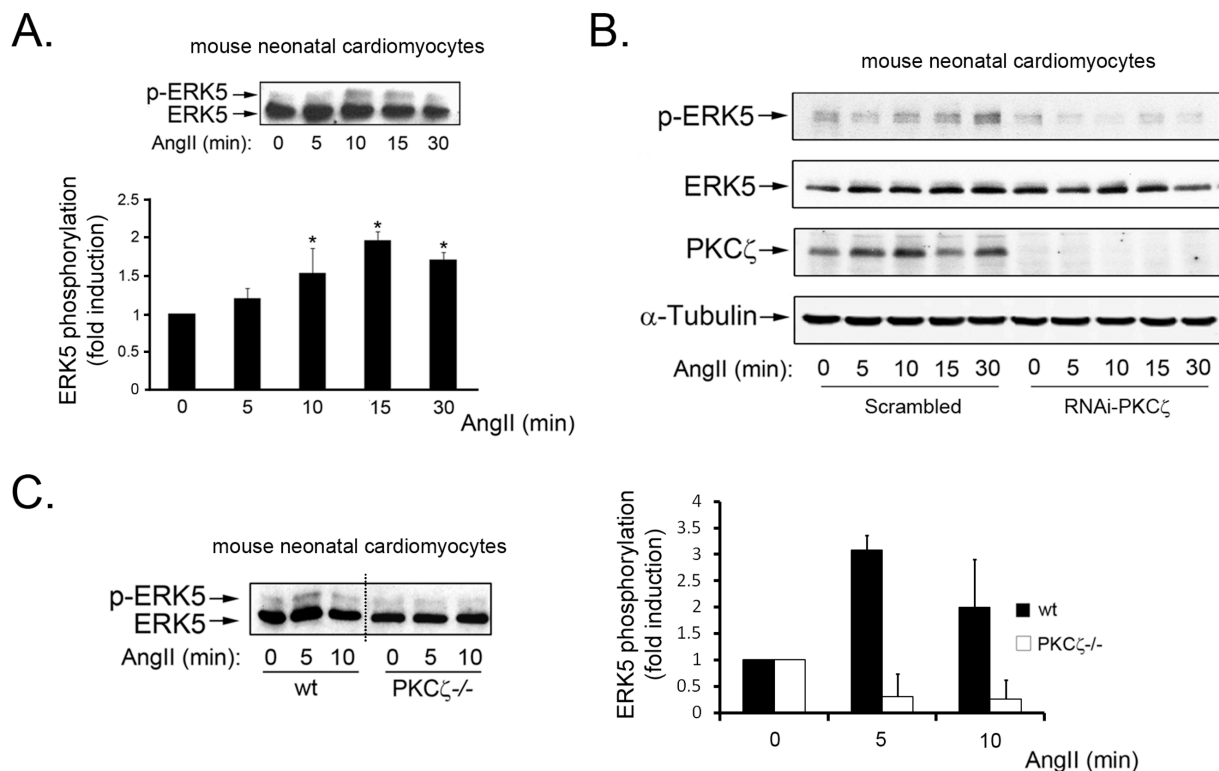 A.
mouse neonatal cardiomyocytes
p-ERK5
ERK5
AngII (min): 0 5 10 15 30
ERK5 phosphorylation
(fold induction)
2.5
2
1.5
1
0.5
0
* * *
0 5 10 15 30
AngII (min)
B.
mouse neonatal cardiomyocytes
p-ERK5
ERK5
PKCζ
α-Tubulin
AngII (min): 0 5 10 15 30 0 5 10 15 30
Scrambled RNAi-PKCζ
C.
mouse neonatal cardiomyocytes
p-ERK5
ERK5
AngII (min): 0 5 10 0 5 10
wt PKCζ-/-
ERK5 phosphorylation
(fold induction)
4
3.5
3
2.5
2
1.5
1
0.5
0
wt
PKCζ-/-
0 5 10
AngII (min)